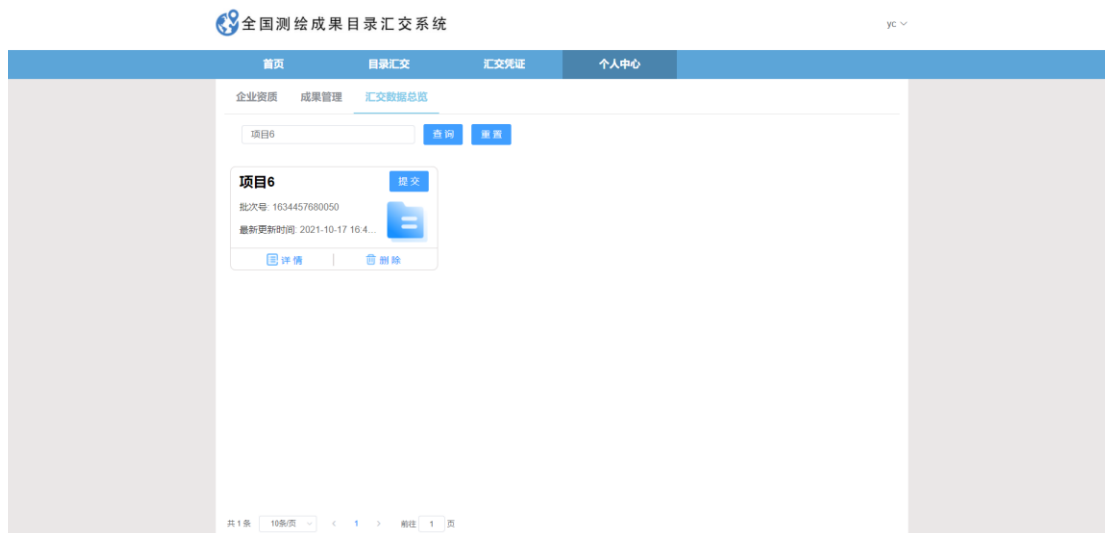 全国测绘成果目录汇交系统
yc
首页 目录汇交 汇交凭证 个人中心
企业资质 成果管理 汇交数据总览
项目6 查询 重置
项目6 提交
批次号: 1634457680050
最新更新时间: 2021-10-17 16:4...
详情 删除
共1条 10条/页 1 前往 1 页